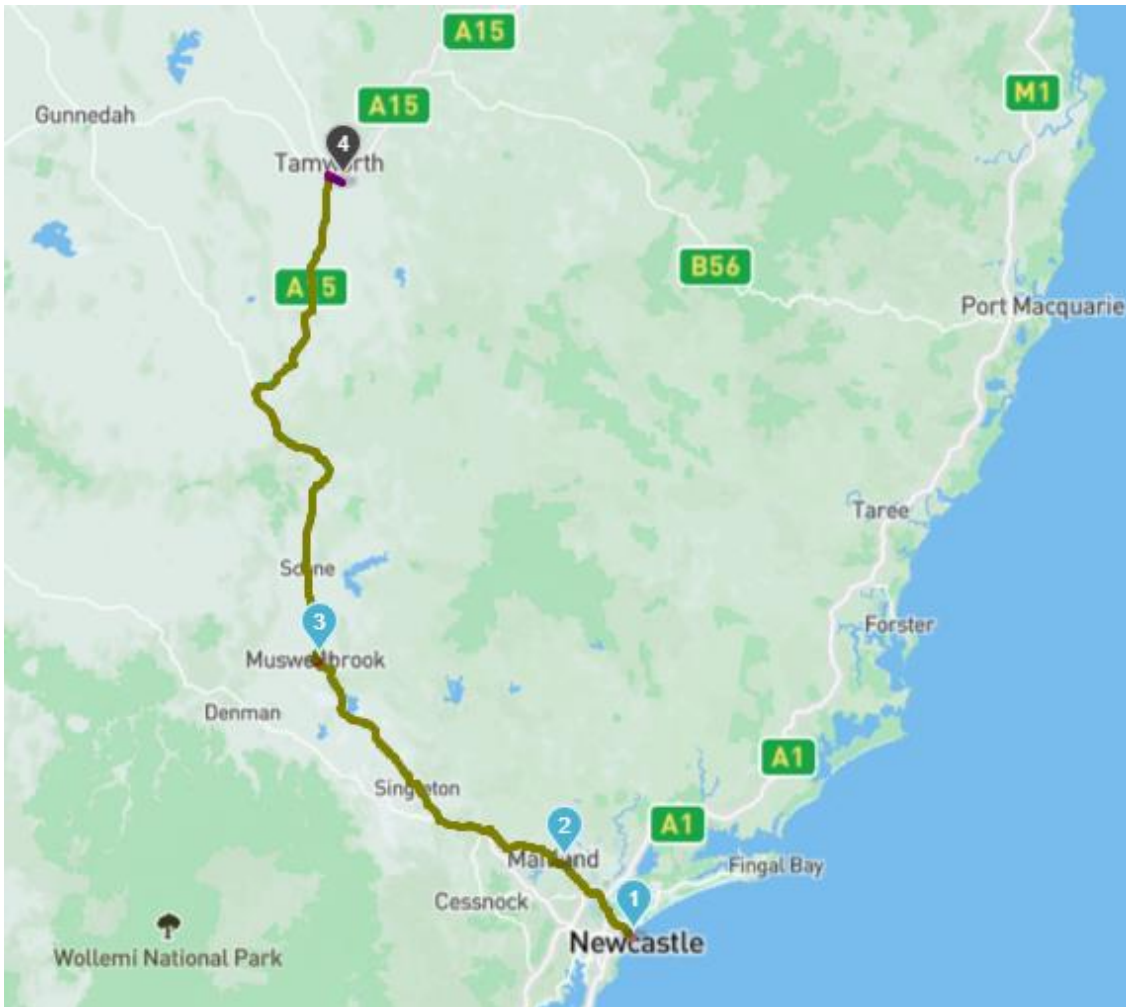 A15
A15
M1
Gunnedah
4
Tamworth
B56
A15
Port Macquarie
Taree
Scone
3
Forster
Muswellbrook
Denman
A1
Singleton
2
A1
Maitland
Fingal Bay
1
Cessnock
Newcastle
Wollemi National Park